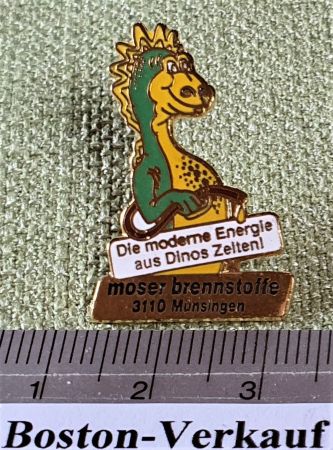 Die moderne Energie
aus Dinos Zeiten!
moser brennstoffe
3110 Münsingen
1 2 3
Boston-Verkauf